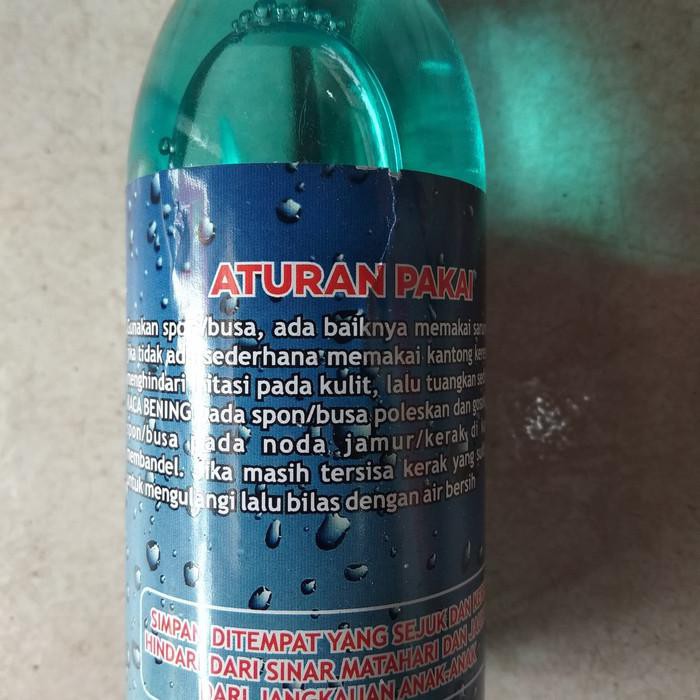 ATURAN PAKAI
Gunakan spon/busa, ada baiknya memakai
tidak ada sederhana memakai kantong
menghindari iritasi pada kulit, lalu tuangkan
KACA BENING pada spon/busa poleskan dan
spon/busa pada noda jamur/kerak di
membandel. Jika masih tersisa kerak yang
untuk mengulangi lalu bilas dengan air bersih
SIMPAN DITEMPAT YANG SEJUK DAN
HINDARI DARI SINAR MATAHARI DAN
DARI JANGKAUAN ANAK-ANAK